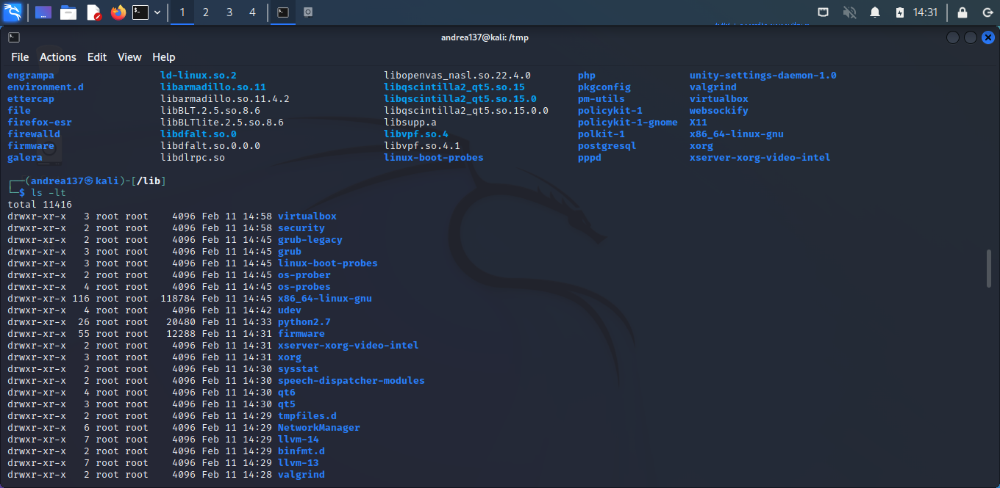 1 2 3 4 14:31
andrea137@kali: /tmp
File Actions Edit View Help
engrampa ld-linux.so.2 libopenvas_nasl.so.22.4.0 php unity-settings-daemon-1.0
environment.d libarmadillo.so.11 libqscintilla2_qt5.so.15 pkgconfig valgrind
ettercap libarmadillo.so.11.4.2 libqscintilla2_qt5.so.15.0 pm-utils virtualbox
file libBLT.2.5.so.8.6 libqscintilla2_qt5.so.15.0.0 policykit-1 websockify
firefox-esr libBLTlite.2.5.so.8.6 libsupp.a policykit-1-gnome X11
firewalld libdfalt.so.0 libvpf.so.4 polkit-1 x86_64-linux-gnu
firmware libdfalt.so.0.0.0 libvpf.so.4.1 postgresql xorg
galera libdlrpc.so linux-boot-probes pppd xserver-xorg-video-intel
┌──(andrea137㉿kali)-[/lib]
└─$ ls -lt
total 11416
drwxr-xr-x 3 root root 4096 Feb 11 14:58 virtualbox
drwxr-xr-x 2 root root 4096 Feb 11 14:58 security
drwxr-xr-x 2 root root 4096 Feb 11 14:45 grub-legacy
drwxr-xr-x 3 root root 4096 Feb 11 14:45 grub
drwxr-xr-x 3 root root 4096 Feb 11 14:45 linux-boot-probes
drwxr-xr-x 2 root root 4096 Feb 11 14:45 os-prober
drwxr-xr-x 4 root root 4096 Feb 11 14:45 os-probes
drwxr-xr-x 116 root root 118784 Feb 11 14:45 x86_64-linux-gnu
drwxr-xr-x 4 root root 4096 Feb 11 14:42 udev
drwxr-xr-x 26 root root 20480 Feb 11 14:33 python2.7
drwxr-xr-x 55 root root 12288 Feb 11 14:31 firmware
drwxr-xr-x 2 root root 4096 Feb 11 14:31 xserver-xorg-video-intel
drwxr-xr-x 3 root root 4096 Feb 11 14:31 xorg
drwxr-xr-x 2 root root 4096 Feb 11 14:30 sysstat
drwxr-xr-x 2 root root 4096 Feb 11 14:30 speech-dispatcher-modules
drwxr-xr-x 4 root root 4096 Feb 11 14:30 qt6
drwxr-xr-x 3 root root 4096 Feb 11 14:30 qt5
drwxr-xr-x 2 root root 4096 Feb 11 14:29 tmpfiles.d
drwxr-xr-x 6 root root 4096 Feb 11 14:29 NetworkManager
drwxr-xr-x 7 root root 4096 Feb 11 14:29 llvm-14
drwxr-xr-x 2 root root 4096 Feb 11 14:29 binfmt.d
drwxr-xr-x 7 root root 4096 Feb 11 14:29 llvm-13
drwxr-xr-x 2 root root 4096 Feb 11 14:28 valgrind